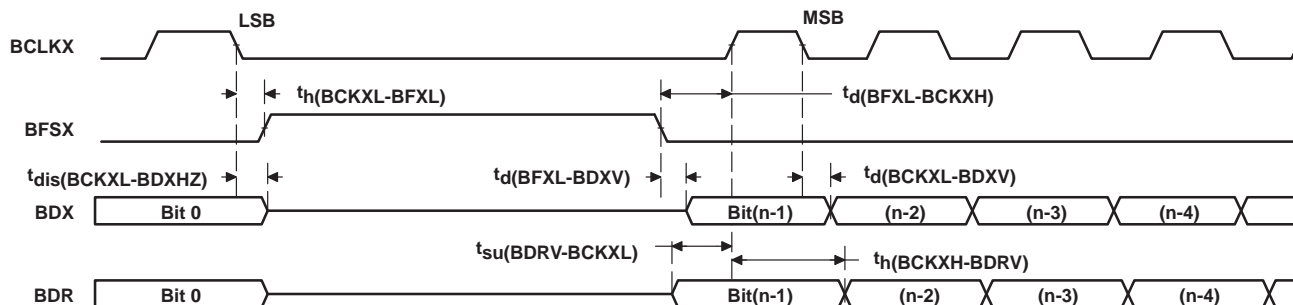 LSB MSB
BCLKX
th(BCKXL-BFXL) td(BFXL-BCKXH)
BFSX
tdis(BCKXL-BDXHZ) td(BFXL-BDXV) td(BCKXL-BDXV)
BDX Bit 0 Bit(n-1) (n-2) (n-3) (n-4)
tsu(BDRV-BCKXL) th(BCKXH-BDRV)
BDR Bit 0 Bit(n-1) (n-2) (n-3) (n-4)